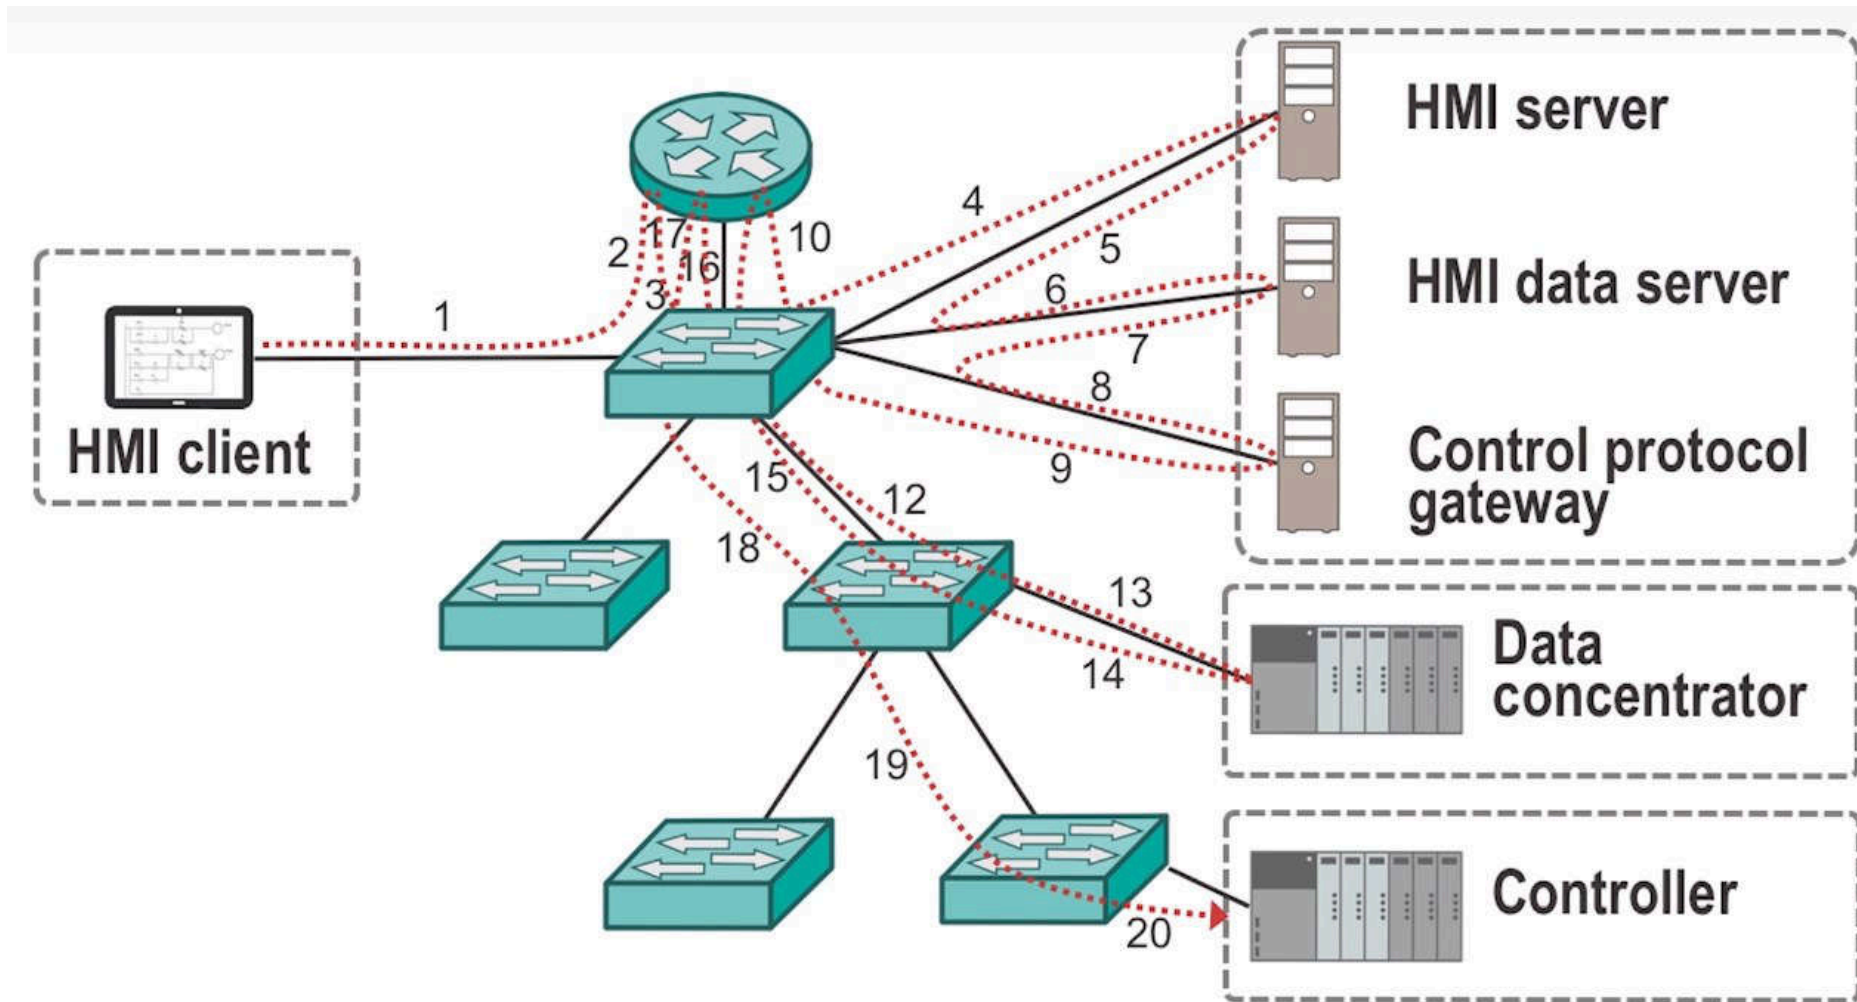 HMI server
4
2
17
10
16
5
3
6
1
HMI data server
7
8
HMI client
9
15
12
Control protocol
gateway
18
13
14
Data
concentrator
19
Controller
20